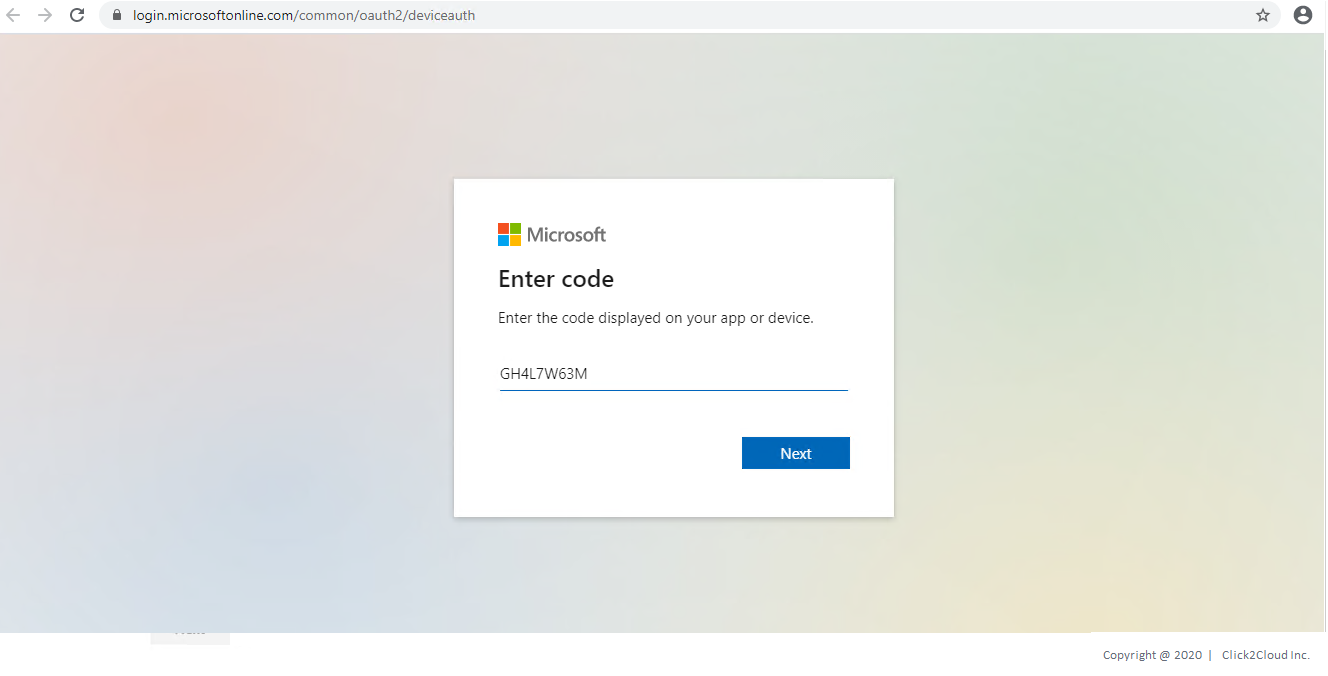 login.microsoftonline.com/common/oauth2/deviceauth
Microsoft
Enter code
Enter the code displayed on your app or device.
GH4L7W63M
Next
Copyright @ 2020 | Click2Cloud Inc.